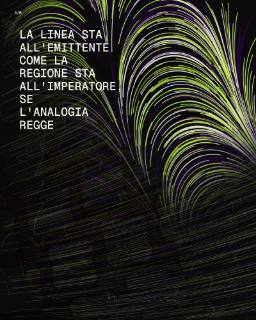 LA LINEA STA
ALL'EMITTENTE
COME LA
REGIONE STA
ALL'IMPERATORE
SE
L'ANALOGIA
REGGE